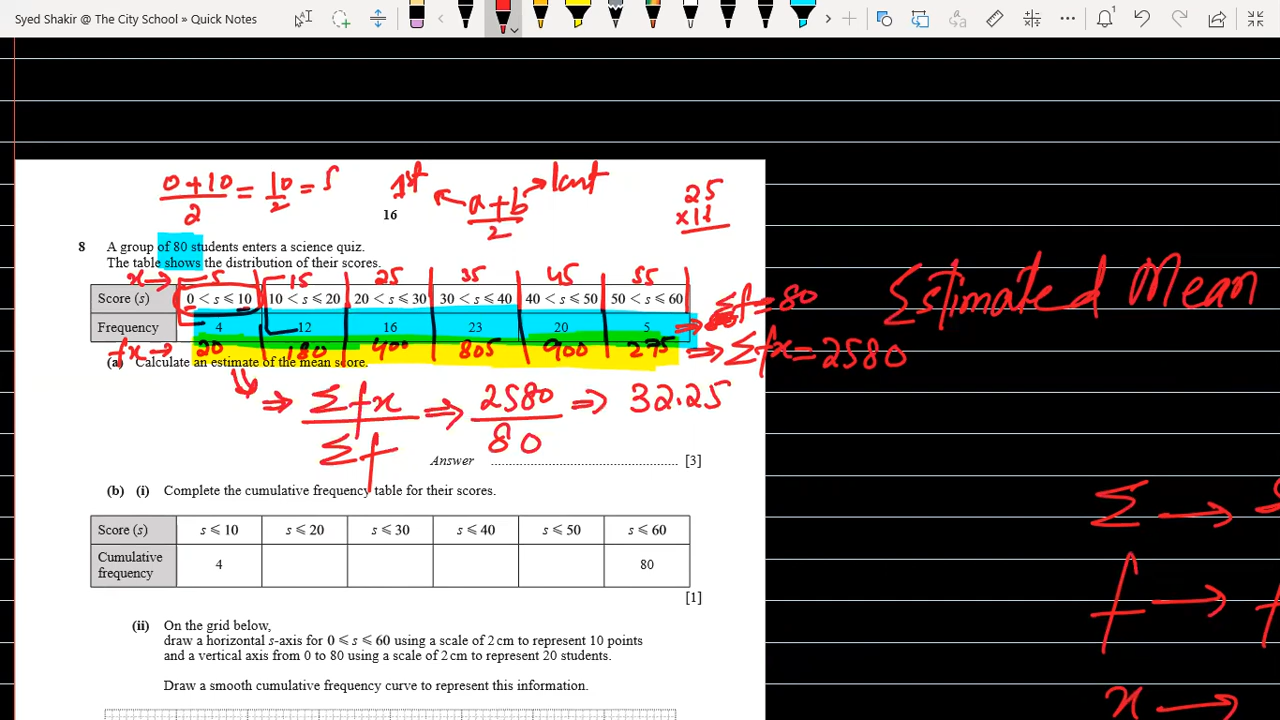 Syed Shakir @ The City School » Quick Notes
0+10/2 = 10/2 = 5 1st a+b/2 last 25
×11
16
8 A group of 80 students enters a science quiz.
The table shows the distribution of their scores.
x→ 5 15 25 35 45 55
Score (s) 0 < s ⩽ 10 10 < s ⩽ 20 20 < s ⩽ 30 30 < s ⩽ 40 40 < s ⩽ 50 50 < s ⩽ 60
Σf=80
Estimated Mean
Frequency 4 12 16 23 20 5
fx→ 20 180 400 805 900 275 ⇒ Σfx=2580
(a) Calculate an estimate of the mean score.
⇒ Σfx/Σf ⇒ 2580/80 ⇒ 32.25
Answer ........................................................... [3]
(b) (i) Complete the cumulative frequency table for their scores.
Score (s) s ⩽ 10 s ⩽ 20 s ⩽ 30 s ⩽ 40 s ⩽ 50 s ⩽ 60
Cumulative frequency 4 80
[1]
Σ →
f →
x →
(ii) On the grid below,
draw a horizontal s-axis for 0 ⩽ s ⩽ 60 using a scale of 2 cm to represent 10 points
and a vertical axis from 0 to 80 using a scale of 2 cm to represent 20 students.
Draw a smooth cumulative frequency curve to represent this information.